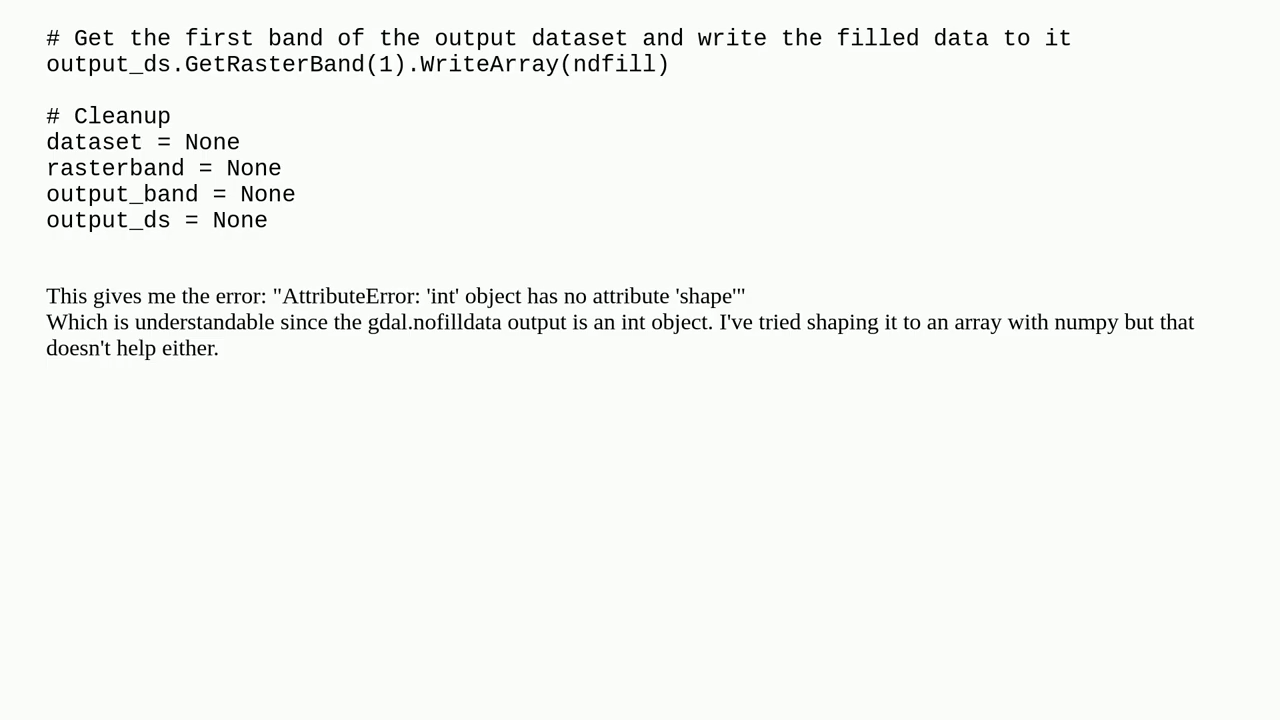 # Get the first band of the output dataset and write the filled data to it
output_ds.GetRasterBand(1).WriteArray(ndfill)

# Cleanup
dataset = None
rasterband = None
output_band = None
output_ds = None

This gives me the error: "AttributeError: 'int' object has no attribute 'shape'"
Which is understandable since the gdal.nofilldata output is an int object. I've tried shaping it to an array with numpy but that
doesn't help either.